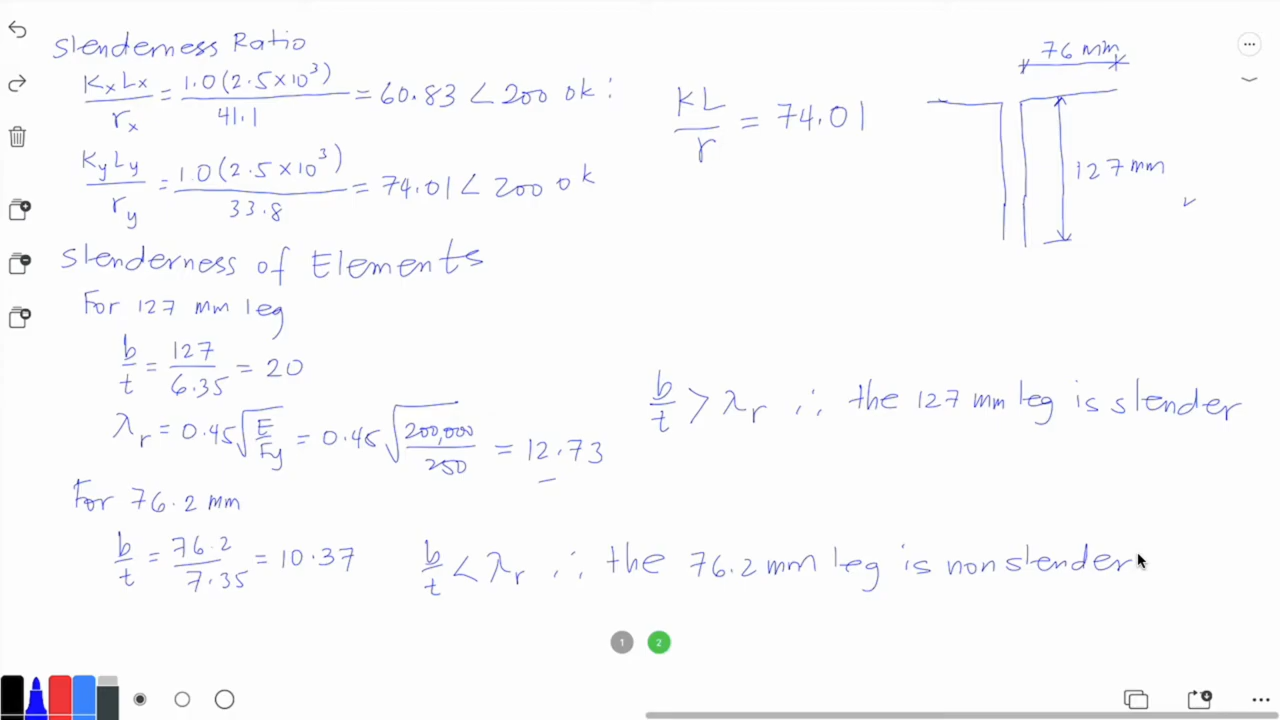 Slenderness Ratio
KxLx/rx = 1.0(2.5×10³)/41.1 = 60.83 < 200 ok!
KyLy/ry = 1.0(2.5×10³)/33.8 = 74.01 < 200 ok
KL/r = 74.01
76 mm
127 mm
Slenderness of Elements
For 127 mm leg
b/t = 127/6.35 = 20
λr = 0.45√(E/Fy) = 0.45√(200,000/250) = 12.73
b/t > λr ∴ the 127 mm leg is slender
For 76.2 mm
b/t = 76.2/7.35 = 10.37
b/t < λr ∴ the 76.2 mm leg is nonslender
1 2